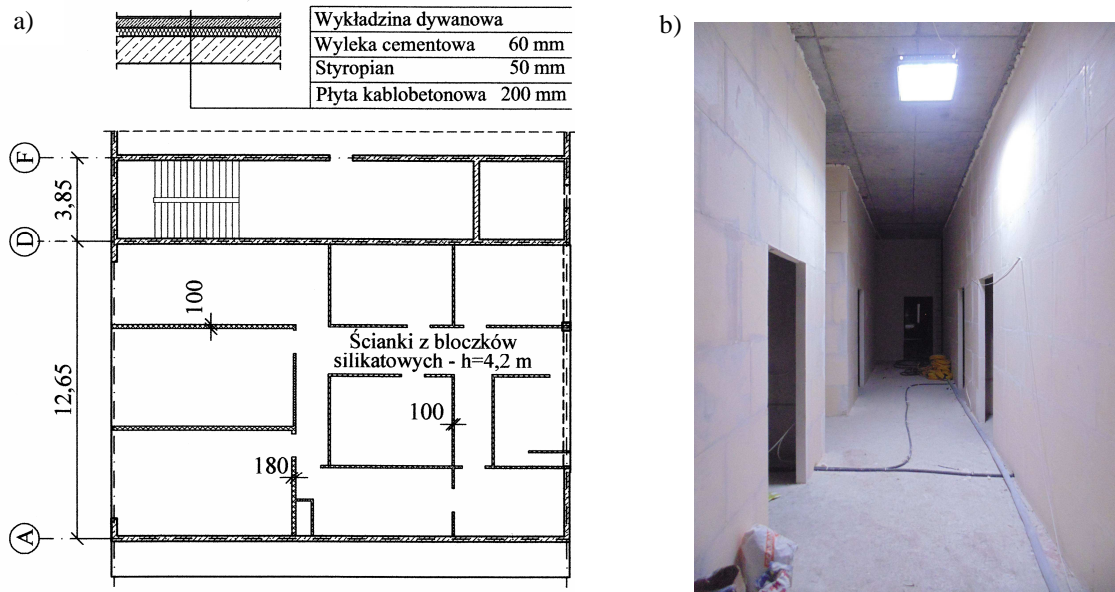 a)
Wykładzina dywanowa
Wyleka cementowa 60 mm
Styropian 50 mm
Płyta kablobetonowa 200 mm
F
3,85
D
100
Ścianki z bloczków
silikatowych - h=4,2 m
12,65
100
180
A
b)